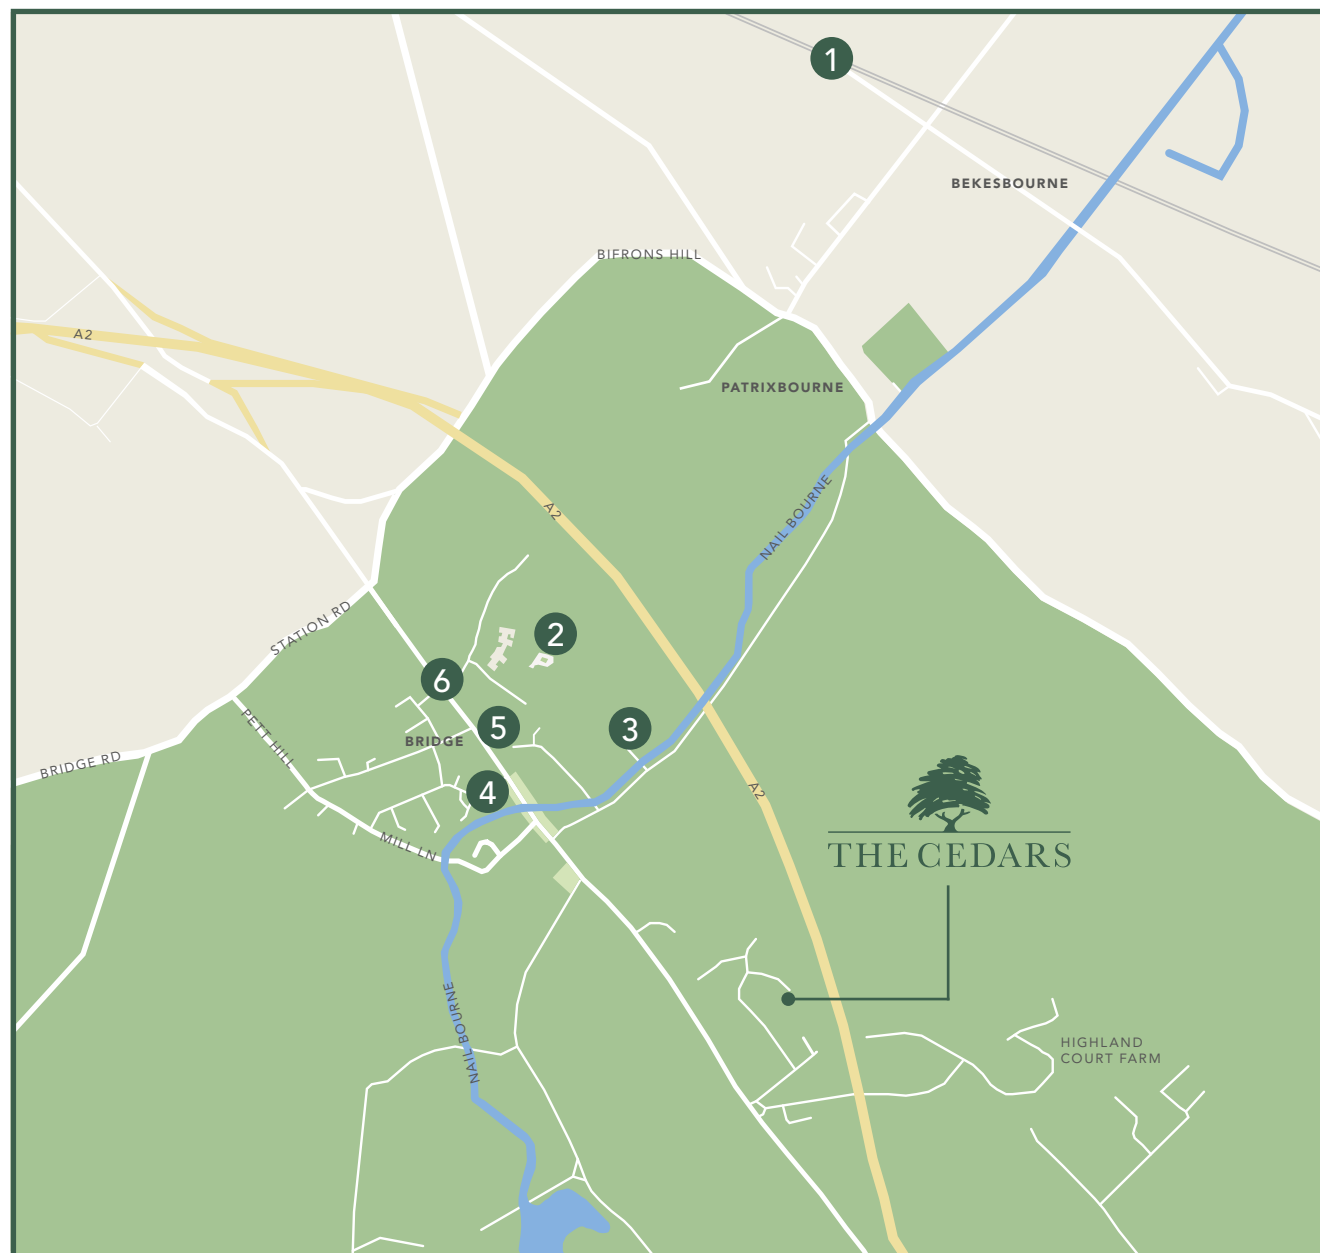 1
BEKESBOURNE
BIFRONS HILL
A2
PATRIXBOURNE
A2
NAIL BOURNE
STATION RD
2
6
PETT HILL
5
3
BRIDGE
BRIDGE RD
4
A2
MILL LN
THE CEDARS
NAIL BOURNE
HIGHLAND
COURT FARM